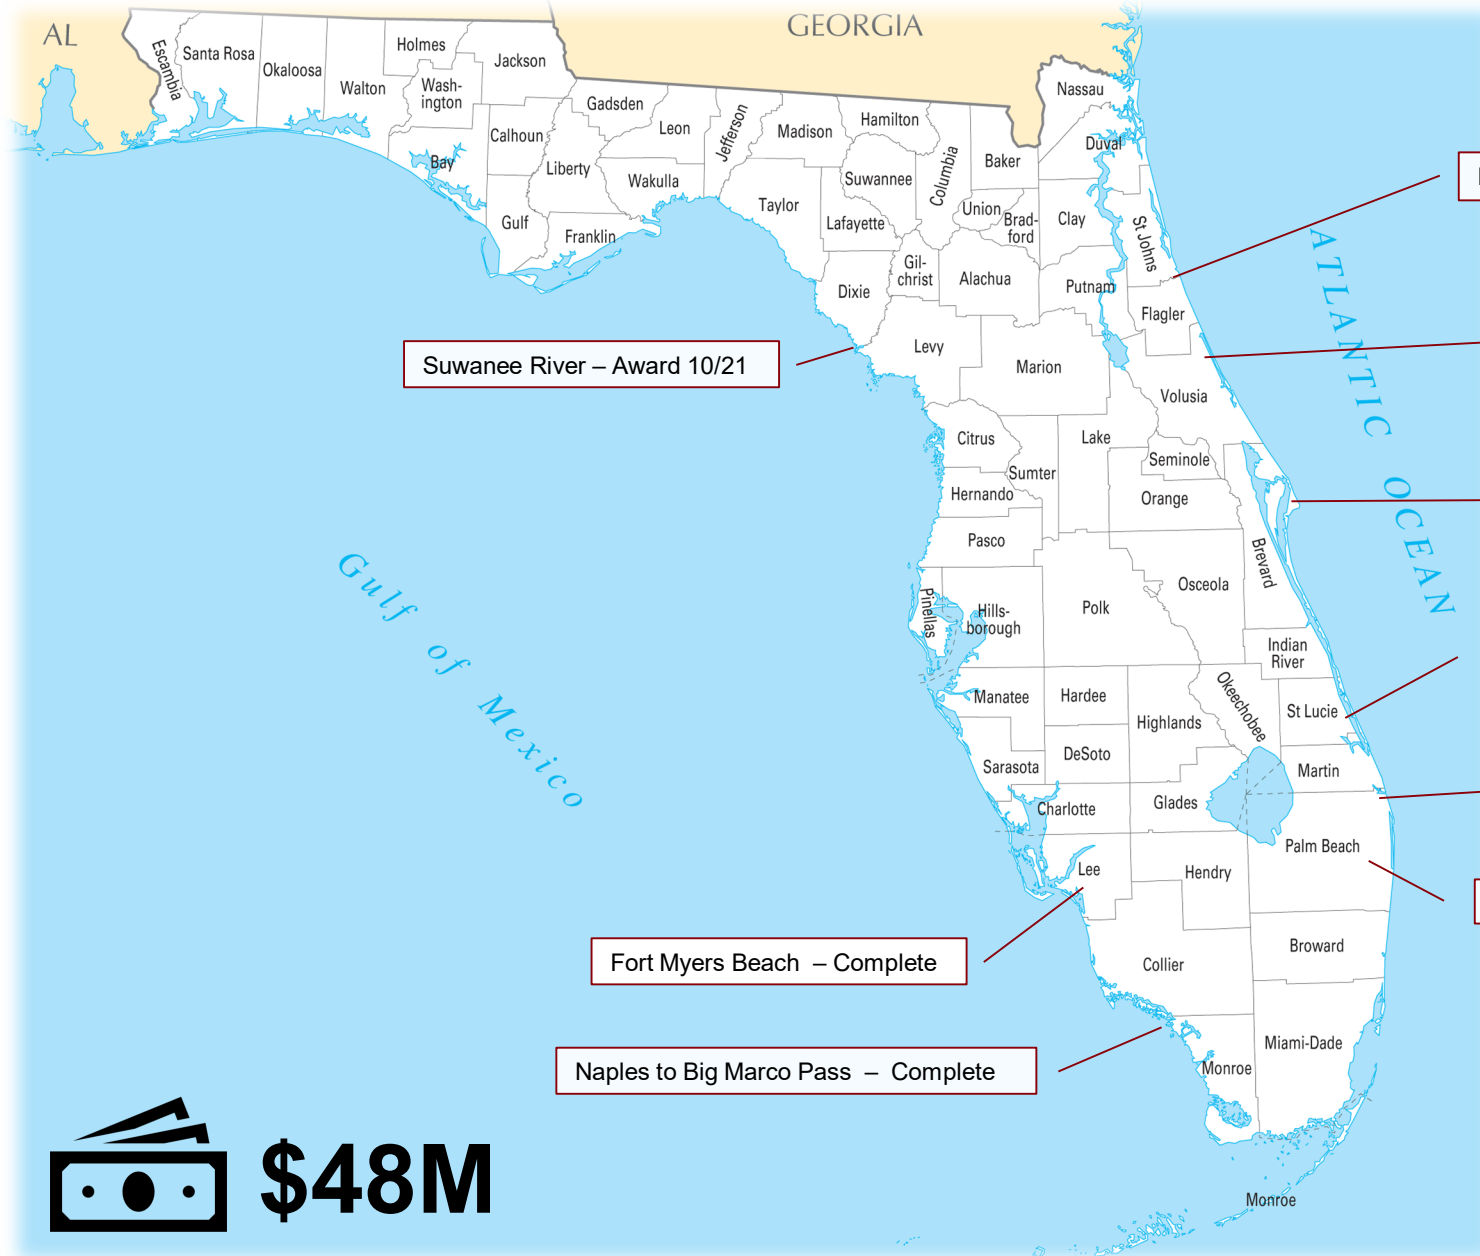 AL
GEORGIA
Escambia
Santa Rosa
Okaloosa
Walton
Holmes
Wash-
ington
Jackson
Bay
Calhoun
Gulf
Liberty
Gadsden
Leon
Wakulla
Franklin
Jefferson
Madison
Taylor
Hamilton
Suwannee
Lafayette
Dixie
Columbia
Baker
Union
Brad-
ford
Gil-
christ
Alachua
Nassau
Duval
Clay
St Johns
Putnam
Flagler
Levy
Marion
Volusia
Suwanee River – Award 10/21
Citrus
Sumter
Lake
Seminole
Orange
Hernando
Pasco
Pinellas
Hills-
borough
Polk
Osceola
Brevard
Indian
River
ATLANTIC OCEAN
Gulf of Mexico
Manatee
Hardee
Highlands
Okeechobee
St Lucie
Sarasota
DeSoto
Martin
Charlotte
Glades
Lee
Hendry
Palm Beach
Fort Myers Beach – Complete
Collier
Broward
Naples to Big Marco Pass – Complete
Miami-Dade
Monroe
Monroe
$48M